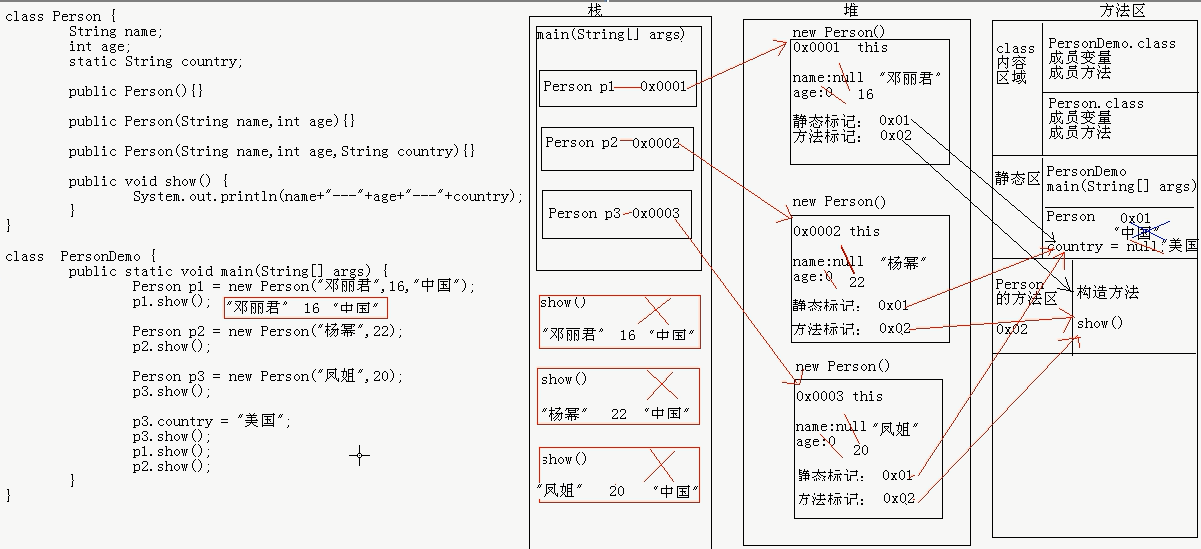 class Person {
String name;
int age;
static String country;
public Person(){}
public Person(String name,int age){}
public Person(String name,int age,String country){}
public void show() {
System.out.println(name+"---"+age+"---"+country);
}
}
class PersonDemo {
public static void main(String[] args) {
Person p1 = new Person("邓丽君",16,"中国");
p1.show();
"邓丽君" 16 "中国"
Person p2 = new Person("杨幂",22);
p2.show();
Person p3 = new Person("凤姐",20);
p3.show();
p3.country = "美国";
p3.show();
p1.show();
p2.show();
}
}
栈
main(String[] args)
Person p1 0x0001
Person p2 0x0002
Person p3 0x0003
show()
"邓丽君" 16 "中国"
show()
"杨幂" 22 "中国"
show()
"凤姐" 20 "中国"
堆
new Person()
0x0001 this
name:null "邓丽君"
age:0 16
静态标记: 0x01
方法标记: 0x02
new Person()
0x0002 this
name:null "杨幂"
age:0 22
静态标记: 0x01
方法标记: 0x02
new Person()
0x0003 this
name:null "凤姐"
age:0 20
静态标记: 0x01
方法标记: 0x02
方法区
class
内容
区域
PersonDemo.class
成员变量
成员方法
Person.class
成员变量
成员方法
静态区
PersonDemo
main(String[] args)
Person 0x01
"中国"
country = null "美国
Person
的方法区
0x02
构造方法
show()